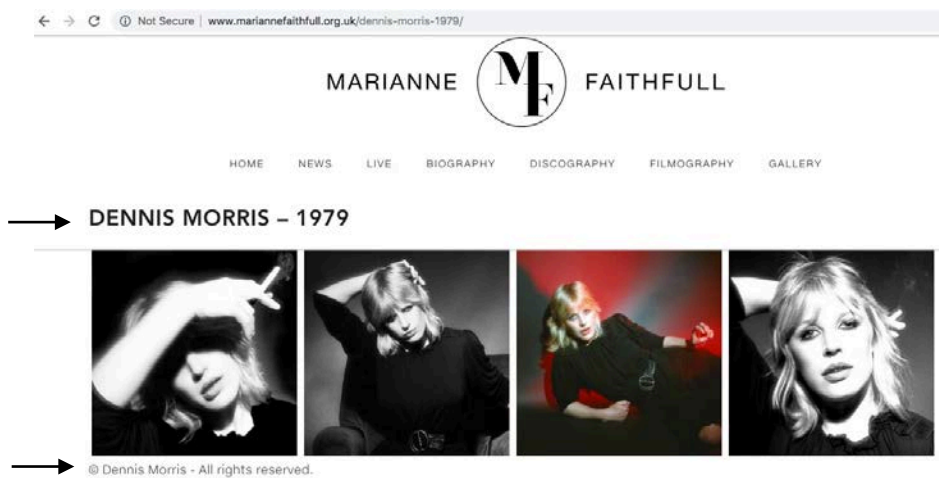 Not Secure | www.mariannefaithfull.org.uk/dennis-morris-1979/
MARIANNE MF FAITHFULL
HOME NEWS LIVE BIOGRAPHY DISCOGRAPHY FILMOGRAPHY GALLERY
DENNIS MORRIS – 1979
© Dennis Morris - All rights reserved.